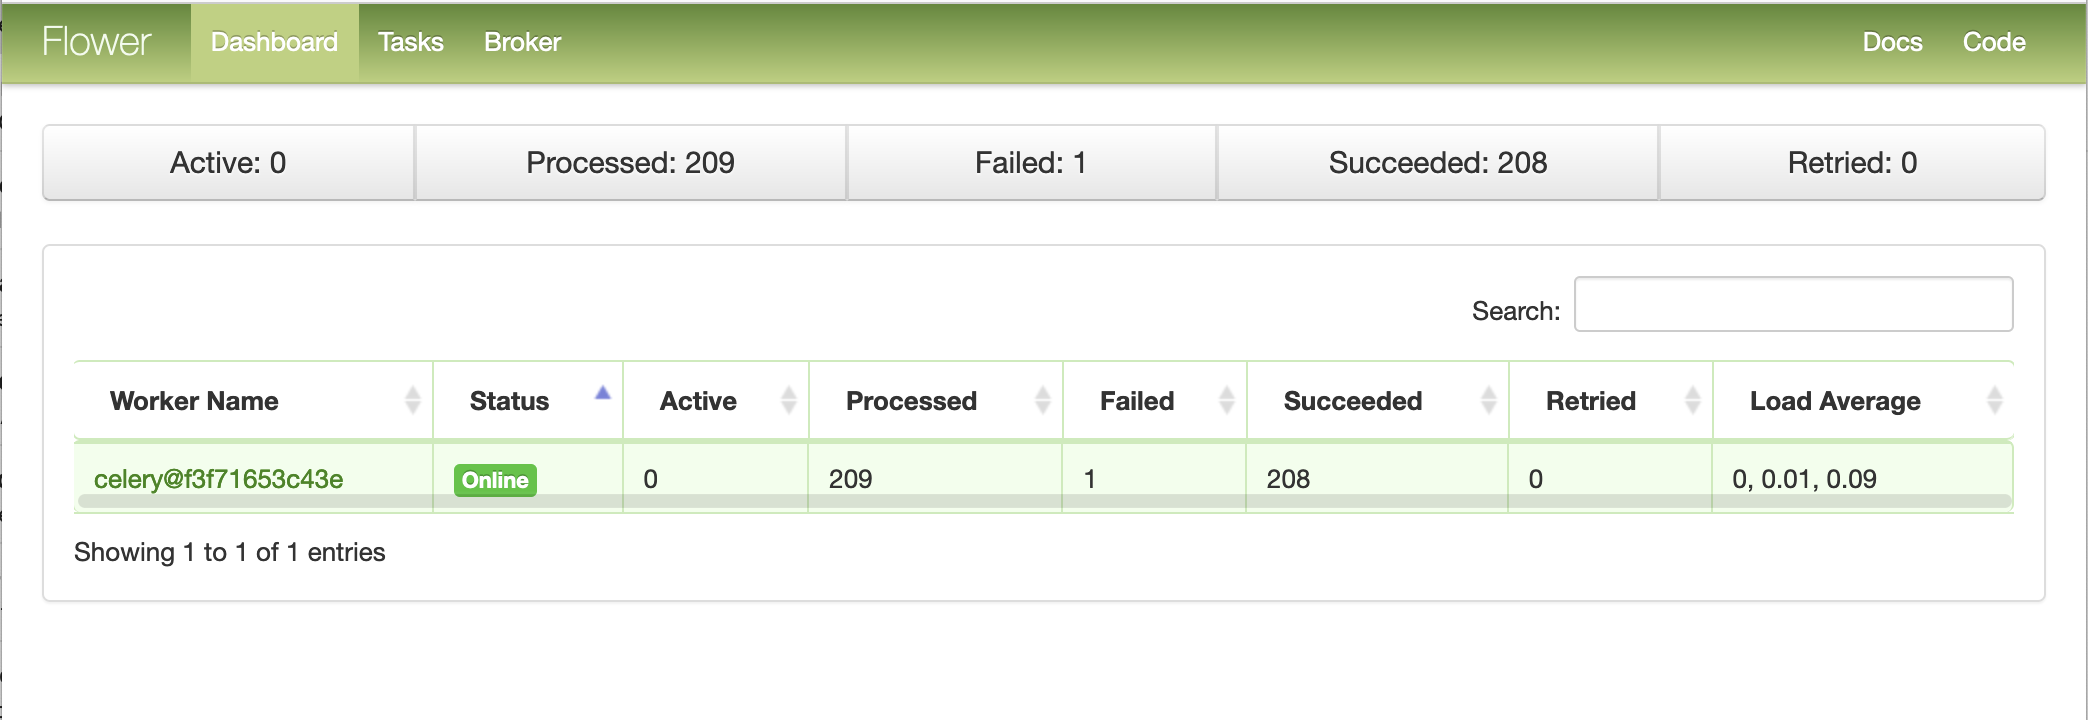 Flower Dashboard Tasks Broker Docs Code
Active: 0 Processed: 209 Failed: 1 Succeeded: 208 Retried: 0
Search:
Worker Name Status Active Processed Failed Succeeded Retried Load Average
celery@f3f71653c43e Online 0 209 1 208 0 0, 0.01, 0.09
Showing 1 to 1 of 1 entries